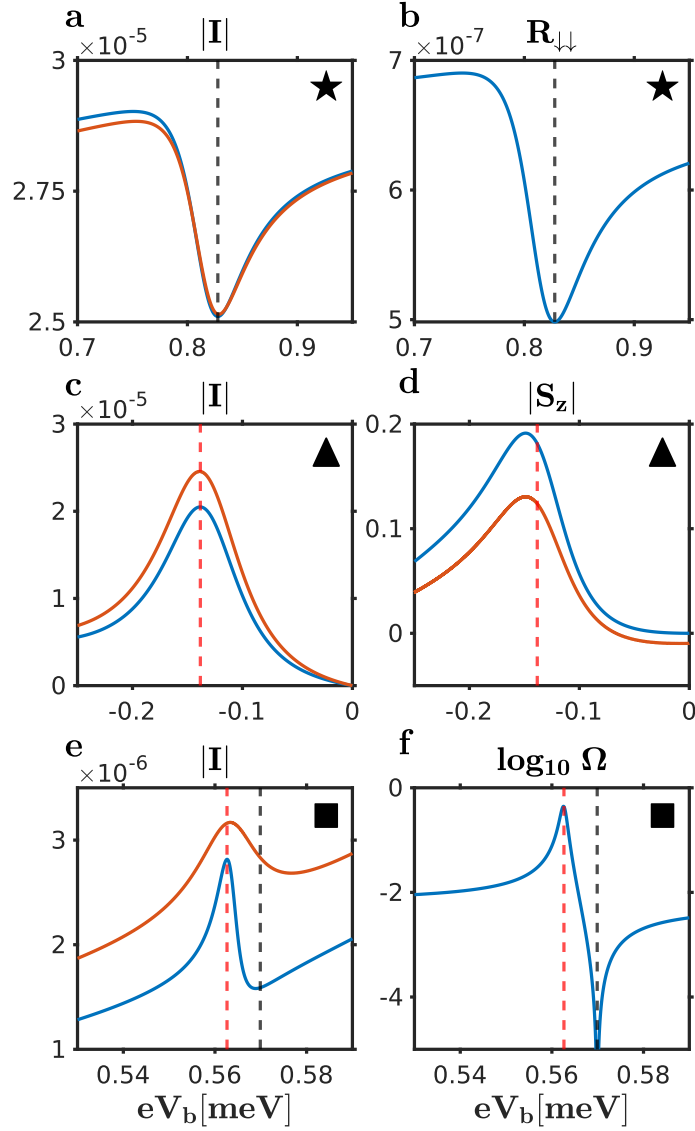 a |I| b R↓↓
×10⁻⁵ ×10⁻⁷
3 7
2.75 6
2.5 5
0.7 0.8 0.9 0.7 0.8 0.9
c |I| d |S_z|
×10⁻⁵
3 0.2
2 0.1
1 0
0
-0.2 -0.1 0 -0.2 -0.1 0
e |I| f log₁₀ Ω
×10⁻⁶ 0
3 -2
2 -4
1
0.54 0.56 0.58 0.54 0.56 0.58
eV_b[meV] eV_b[meV]